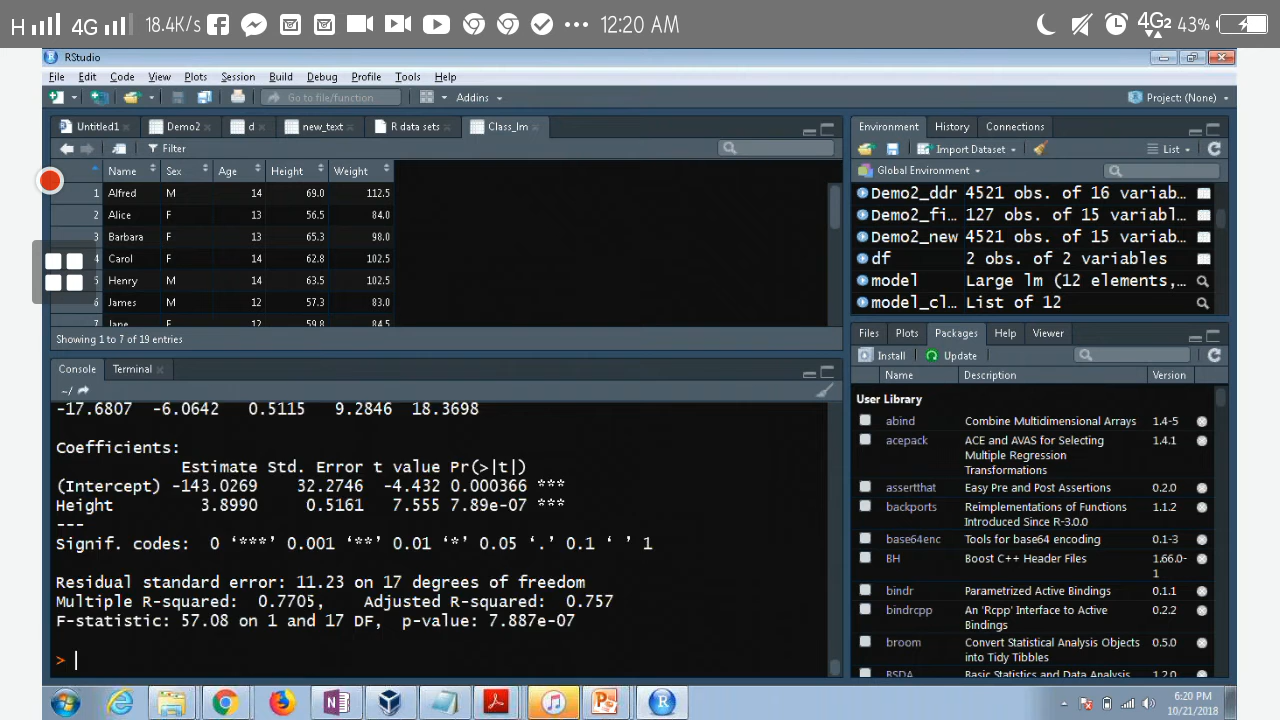 H 4G 18.4K/s 12:20 AM 4G2 43%
RStudio
File Edit Code View Plots Session Build Debug Profile Tools Help
Go to file/function Addins Project: (None)
Untitled1 Demo2 d new_text R data sets Class_lm
Filter
Name Sex Age Height Weight
1 Alfred M 14 69.0 112.5
2 Alice F 13 56.5 84.0
3 Barbara F 13 65.3 98.0
4 Carol F 14 62.8 102.5
5 Henry M 14 63.5 102.5
6 James M 12 57.3 83.0
7 Jane F 12 59.8 84.5
Showing 1 to 7 of 19 entries
Console Terminal
~/
-17.6807 -6.0642 0.5115 9.2846 18.3698
Coefficients:
Estimate Std. Error t value Pr(>|t|)
(Intercept) -143.0269 32.2746 -4.432 0.000366 ***
Height 3.8990 0.5161 7.555 7.89e-07 ***
---
Signif. codes: 0 ‘***’ 0.001 ‘**’ 0.01 ‘*’ 0.05 ‘.’ 0.1 ‘ ’ 1
Residual standard error: 11.23 on 17 degrees of freedom
Multiple R-squared: 0.7705, Adjusted R-squared: 0.757
F-statistic: 57.08 on 1 and 17 DF, p-value: 7.887e-07
>
Environment History Connections
Import Dataset List
Global Environment
Demo2_ddr 4521 obs. of 16 variab…
Demo2_fi… 127 obs. of 15 variabl…
Demo2_new 4521 obs. of 15 variab…
df 2 obs. of 2 variables
model Large lm (12 elements,…
model_cl… List of 12
Files Plots Packages Help Viewer
Install Update
Name Description Version
User Library
abind Combine Multidimensional Arrays 1.4-5
acepack ACE and AVAS for Selecting 1.4.1
Multiple Regression
Transformations
assertthat Easy Pre and Post Assertions 0.2.0
backports Reimplementations of Functions 1.1.2
Introduced Since R-3.0.0
base64enc Tools for base64 encoding 0.1-3
BH Boost C++ Header Files 1.66.0-
1
bindr Parametrized Active Bindings 0.1.1
bindrcpp An 'Rcpp' Interface to Active 0.2.2
Bindings
broom Convert Statistical Analysis Objects 0.5.0
into Tidy Tibbles
BSDA Basic Statistics and Data Analysis 1.2.0
6:20 PM
10/21/2018